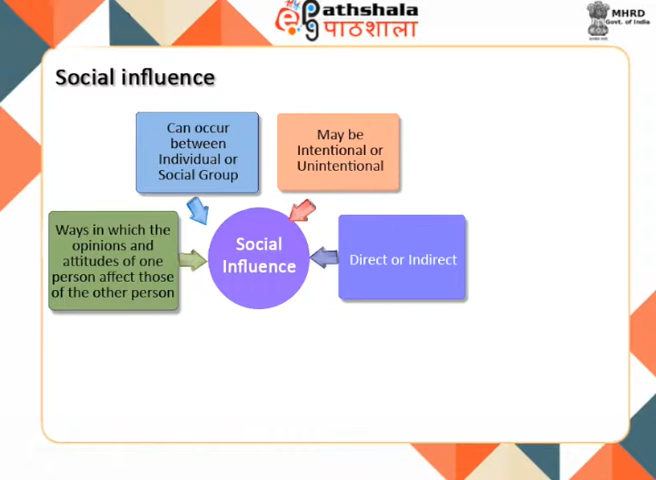 ePathshala
पाठशाला
MHRD
Govt. of India
Social influence
Can occur
between
Individual or
Social Group
May be
Intentional or
Unintentional
Ways in which the
opinions and
attitudes of one
person affect those
of the other person
Social
Influence
Direct or Indirect